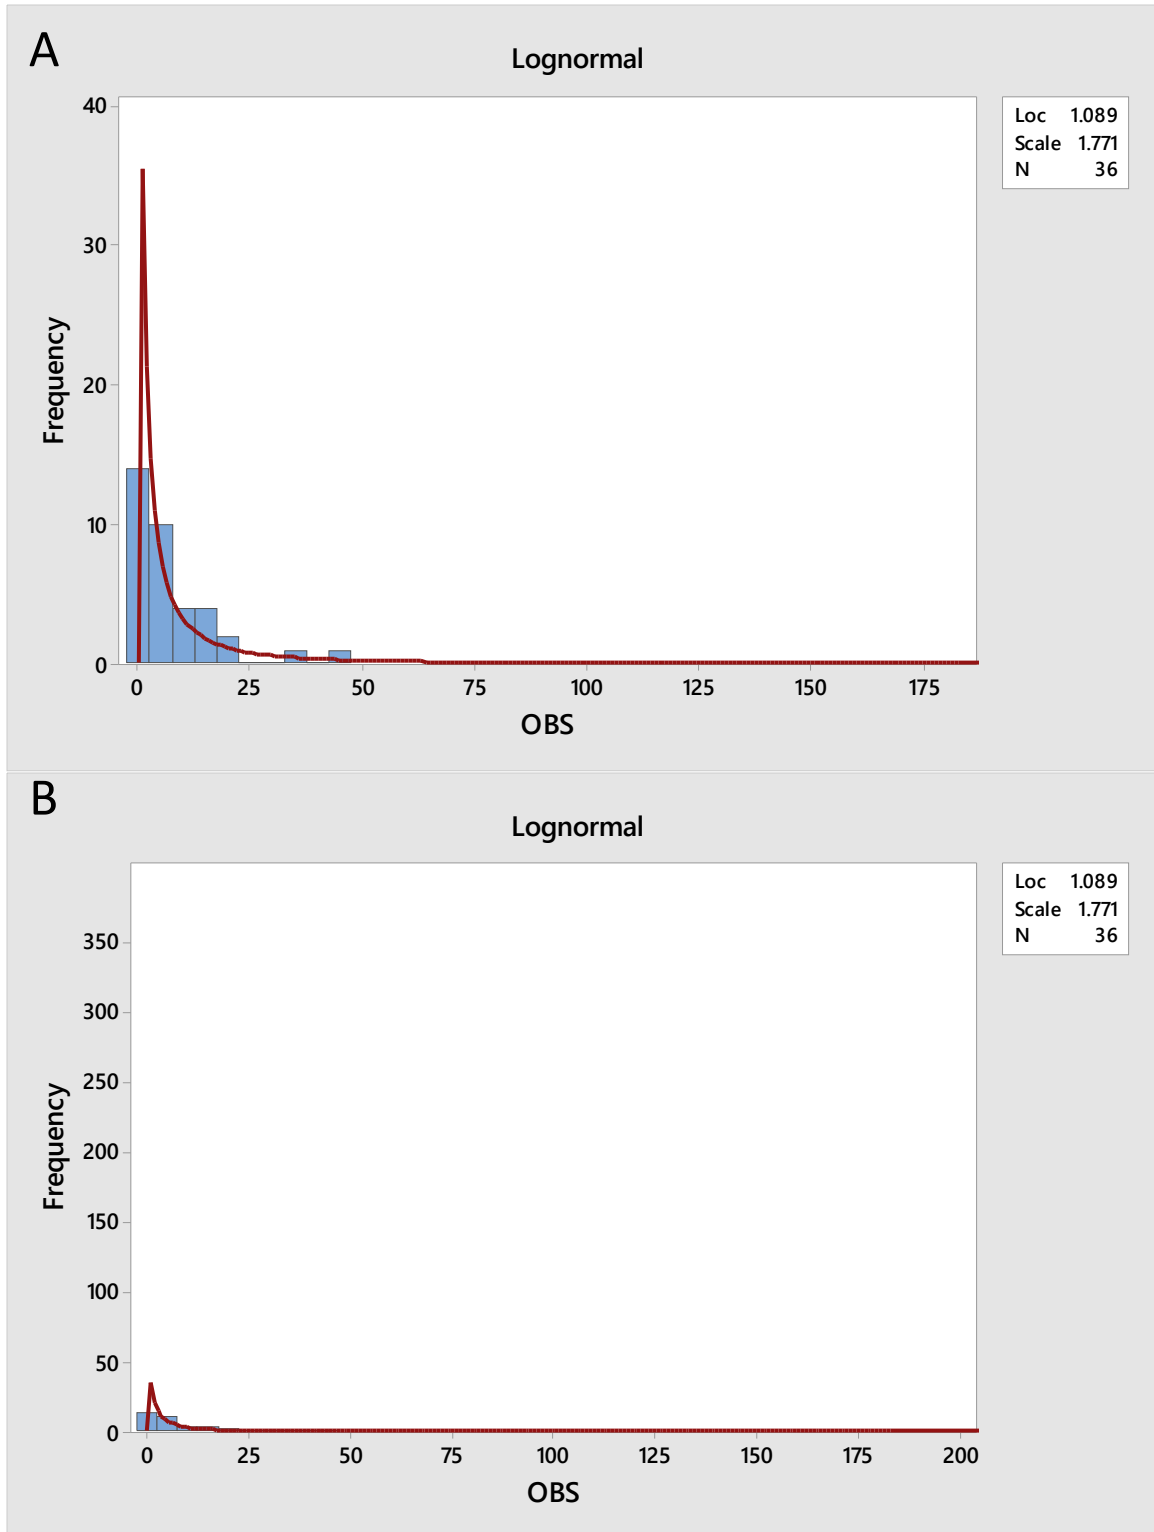 A
Lognormal
40
30
20
10
0
Frequency
0 25 50 75 100 125 150 175
OBS
Loc 1.089
Scale 1.771
N 36
B
Lognormal
350
300
250
200
150
100
50
0
Frequency
0 25 50 75 100 125 150 175 200
OBS
Loc 1.089
Scale 1.771
N 36